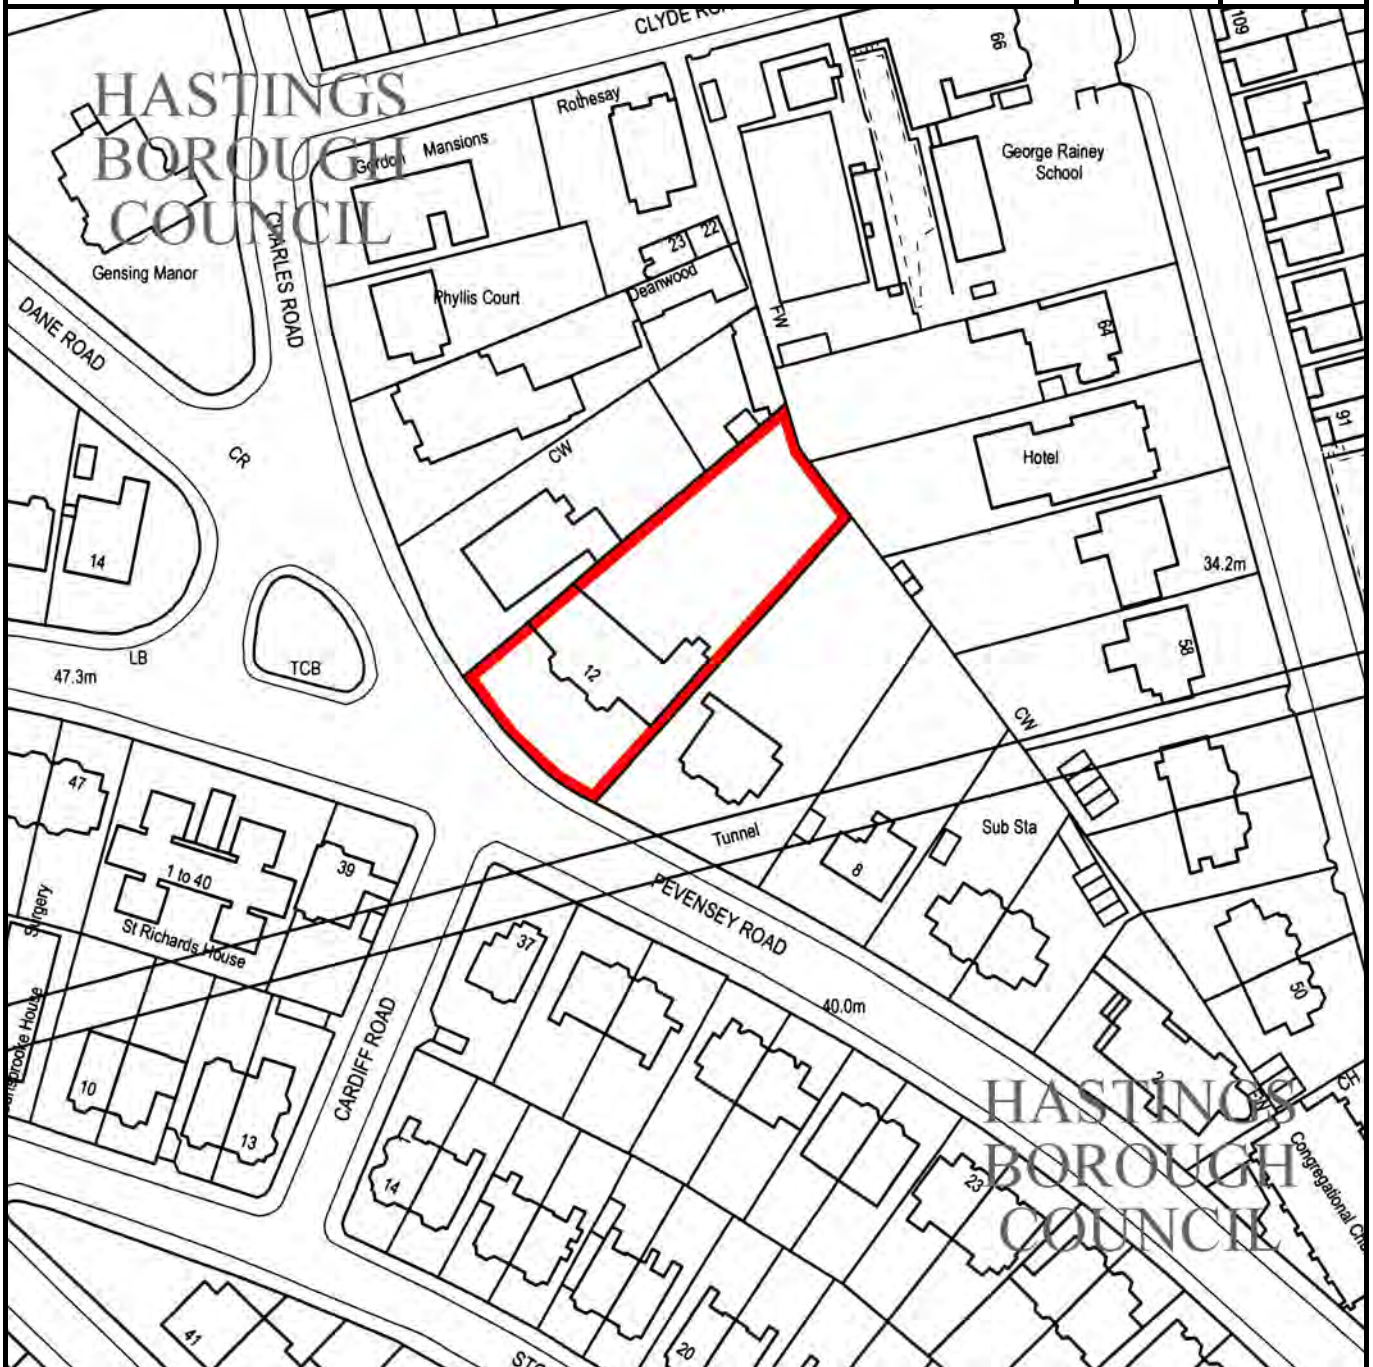 CLYDE
109
66
HASTINGS
BOROUGH
COUNCIL
Rothesay
Gordon Mansions
George Rainey
School
CHARLES ROAD
23
22
Gensing Manor
Phyllis Court
Deanwood
FW
64
DANE ROAD
91
CR
CW
Hotel
14
34.2m
LB
TCB
12
58
47.3m
CW
47
Tunnel
Sub Sta
1 to 40
39
8
Surgery
St Richards House
PEVENSEY ROAD
37
50
40.0m
CARDIFF ROAD
10
13
CH
HASTINGS
BOROUGH
COUNCIL
14
23
Congregational
41
20